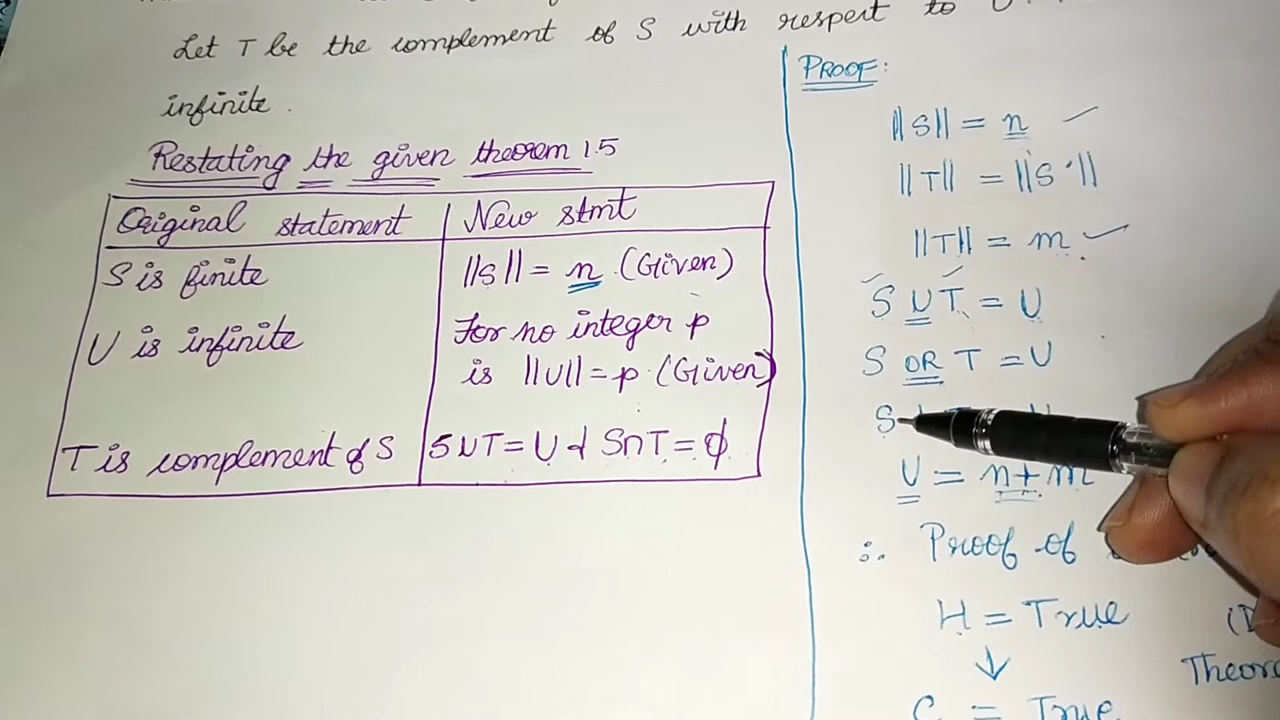 Let T be the complement of S with respect to U.
infinite.
Restating the given theorem 1.5
Original statement | New stmt
S is finite | ||S|| = n (Given)
U is infinite | For no integer p
is ||U|| = p (Given)
T is complement of S | SUT = U & SnT = φ
PROOF:
||S|| = n ✓
||T|| = ||S'||
||T|| = m ✓
S U T = U
S OR T = U
S
U = n + m
∴ Proof of
H = True
↓
C = True